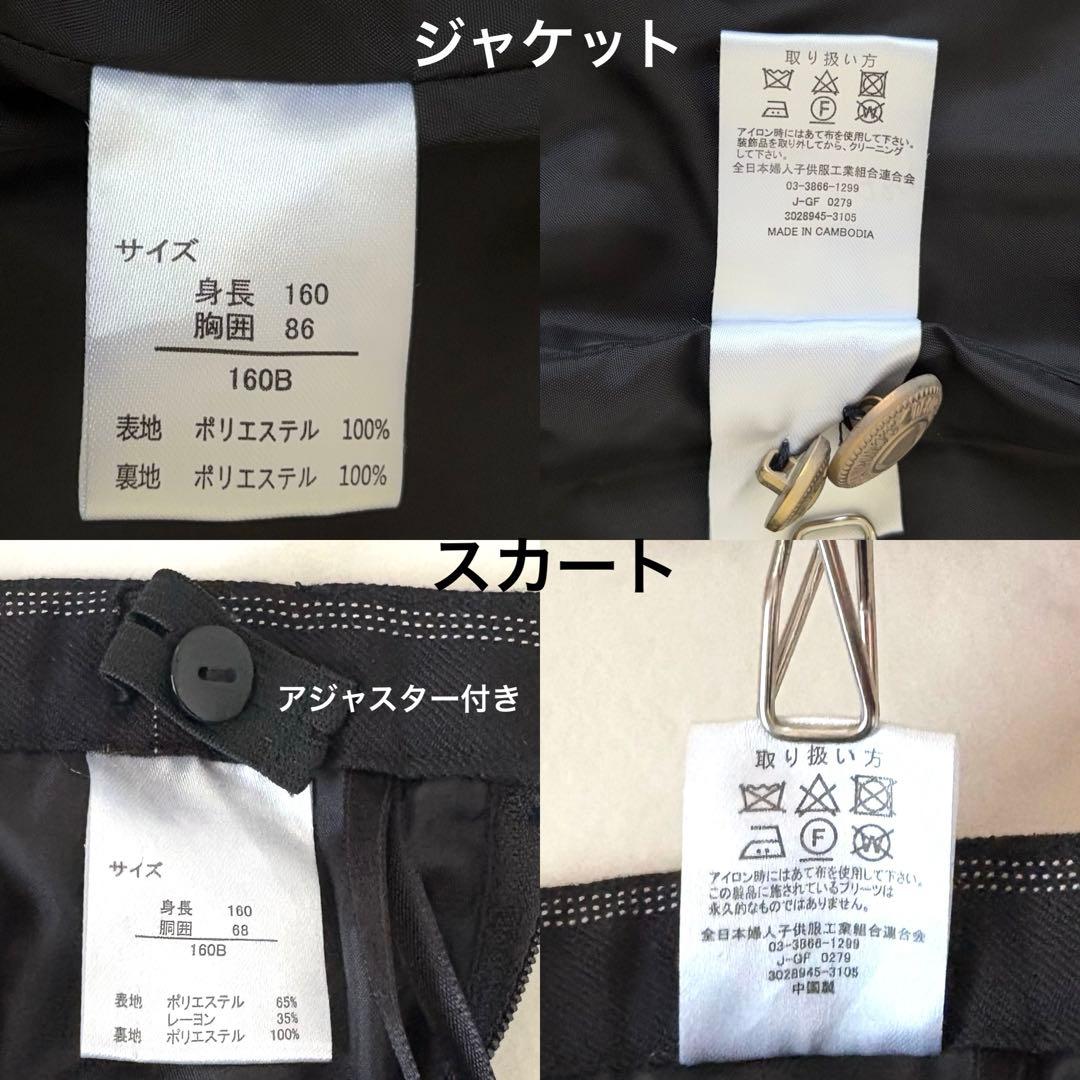 ジャケット
サイズ
身長 160
胸囲 86
160B
表地 ポリエステル 100%
裏地 ポリエステル 100%
取り扱い方
F W
アイロン時にはあて布を使用して下さい。
装飾品を取り外してから、クリーニング
して下さい。
全日本婦人子供服工業組合連合会
03-3866-1299
J-GF 0279
3028945-3105
MADE IN CAMBODIA
スカート
アジャスター付き
サイズ
身長 160
胴囲 68
160B
表地 ポリエステル 65%
レーヨン 35%
裏地 ポリエステル 100%
取り扱い方
F W
アイロン時にはあて布を使用して下さい。
この製品に施されているプリーツは
永久的なものではありません。
全日本婦人子供服工業組合連合会
03-3866-1299
J-GF 0279
3028945-3105
中国製